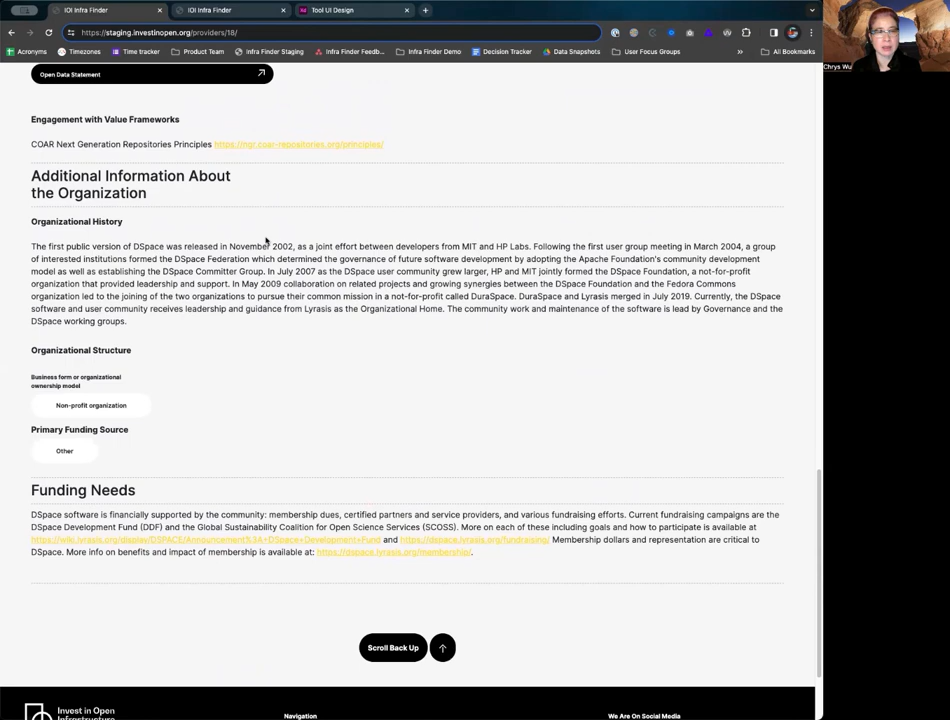 IOI Infra Finder
IOI Infra Finder
Tool UI Design
https://staging.investinopen.org/providers/18/
Acronyms
Timezones
Time tracker
Product Team
Infra Finder Staging
Infra Finder Feedb...
Infra Finder Demo
Decision Tracker
Data Snapshots
User Focus Groups
All Bookmarks
Chrys Wu
Open Data Statement
Engagement with Value Frameworks
COAR Next Generation Repositories Principles https://ngr.coar-repositories.org/principles/
Additional Information About
the Organization
Organizational History
The first public version of DSpace was released in November 2002, as a joint effort between developers from MIT and HP Labs. Following the first user group meeting in March 2004, a group
of interested institutions formed the DSpace Federation which determined the governance of future software development by adopting the Apache Foundation's community development
model as well as establishing the DSpace Committer Group. In July 2007 as the DSpace user community grew larger, HP and MIT jointly formed the DSpace Foundation, a not-for-profit
organization that provided leadership and support. In May 2009 collaboration on related projects and growing synergies between the DSpace Foundation and the Fedora Commons
organization led to the joining of the two organizations to pursue their common mission in a not-for-profit called DuraSpace. DuraSpace and Lyrasis merged in July 2019. Currently, the DSpace
software and user community receives leadership and guidance from Lyrasis as the Organizational Home. The community work and maintenance of the software is lead by Governance and the
DSpace working groups.
Organizational Structure
Business form or organizational
ownership model
Non-profit organization
Primary Funding Source
Other
Funding Needs
DSpace software is financially supported by the community: membership dues, certified partners and service providers, and various fundraising efforts. Current fundraising campaigns are the
DSpace Development Fund (DDF) and the Global Sustainability Coalition for Open Science Services (SCOSS). More on each of these including goals and how to participate is available at
https://wiki.lyrasis.org/display/DSPACE/Announcement%3A+DSpace+Development+Fund and https://dspace.lyrasis.org/fundraising/ Membership dollars and representation are critical to
DSpace. More info on benefits and impact of membership is available at: https://dspace.lyrasis.org/membership/.
Scroll Back Up
Invest in Open
Infrastructure
Navigation
We Are On Social Media